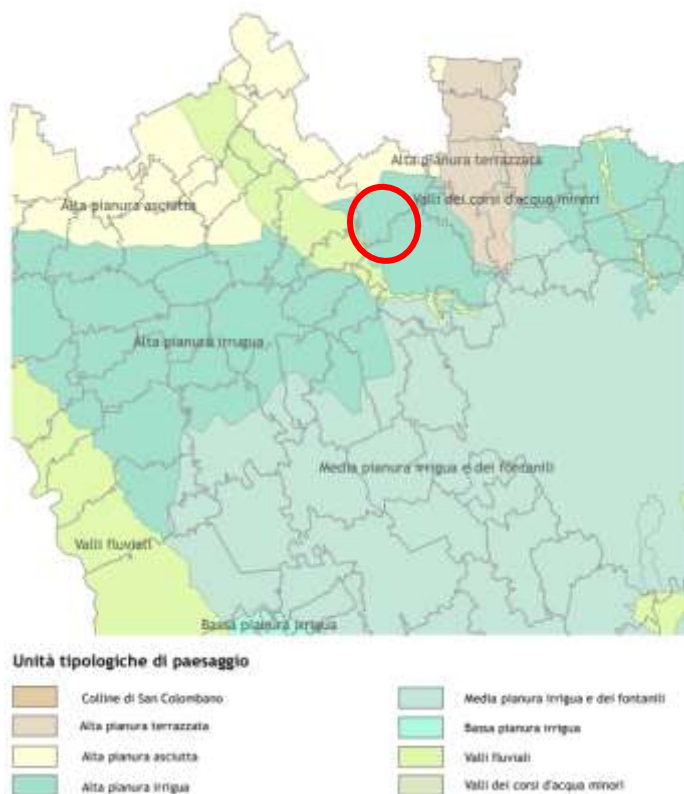 Alta pianura terrazzata
Valli dei corsi d'acqua minori
Alta pianura asciutta
Alta pianura irrigua
Media pianura irrigua e dei fontanili
Valli fluviali
Bassa pianura irrigua
Unità tipologiche di paesaggio
Colline di San Colombano
Alta pianura terrazzata
Alta pianura asciutta
Alta pianura irrigua
Media pianura irrigua e dei fontanili
Bassa pianura irrigua
Valli fluviali
Valli dei corsi d'acqua minori